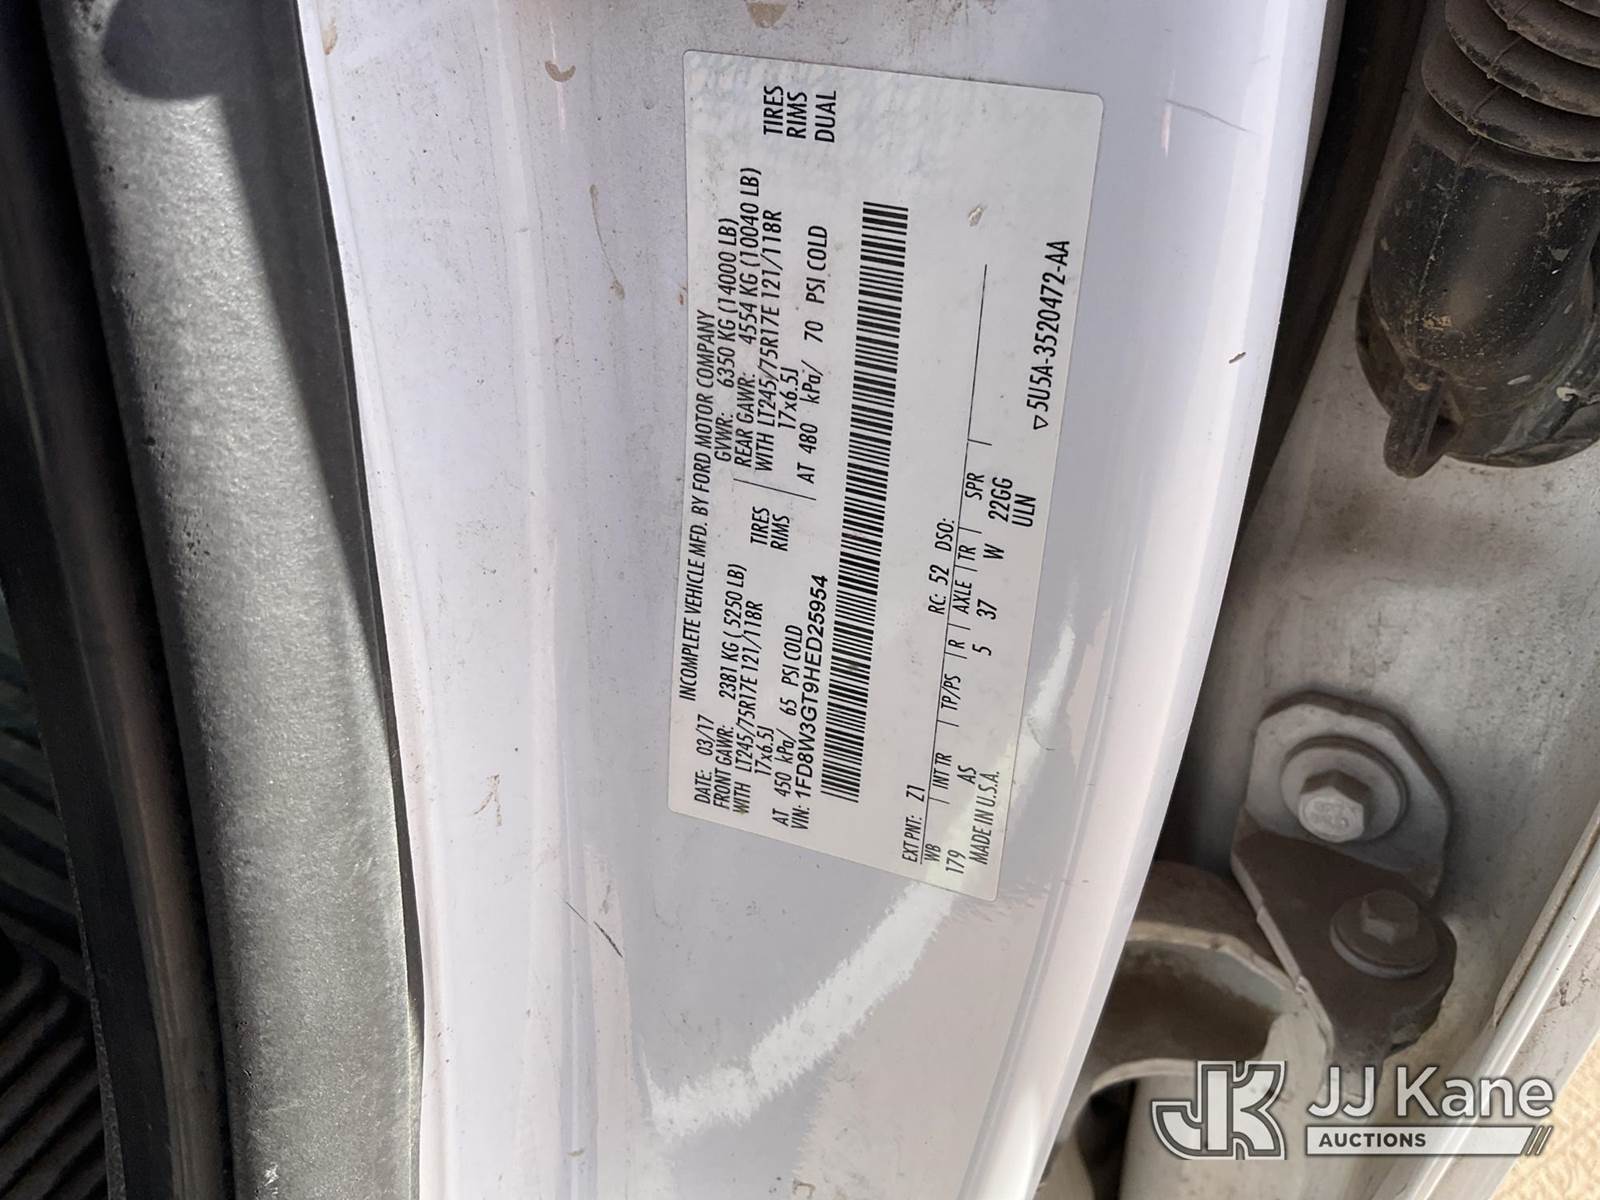 INCOMPLETE VEHICLE MFD. BY FORD MOTOR COMPANY
DATE: 03/17 GVWR: 6350 KG (14000 LB)
FRONT GAWR: 2381 KG ( 5250 LB) REAR GAWR: 4554 KG (10040 LB)
WITH LT245/75R17E 121/118R TIRES WITH LT245/75R17E 121/118R TIRES
17x6.5J RIMS 17x6.5J RIMS
AT 450 kPa/ 65 PSI COLD AT 480 kPa/ 70 PSI COLD DUAL
VIN: 1FD8W3GT9HED25954
EXT PNT: Z1 RC: 52 DSO:
WB INT TR TP/PS R AXLE TR SPR
179 AS 5 37 W 22GG
MADE IN U.S.A. ULN
▽5U5A-3520472-AA
JK JJ Kane
AUCTIONS